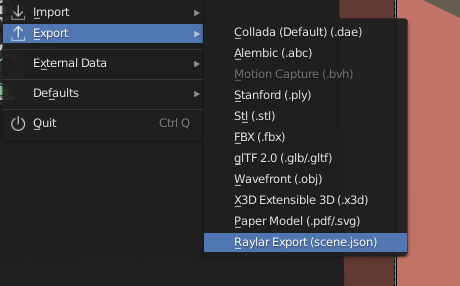 Import
Export
External Data
Defaults
Quit Ctrl Q
Collada (Default) (.dae)
Alembic (.abc)
Motion Capture (.bvh)
Stanford (.ply)
Stl (.stl)
FBX (.fbx)
glTF 2.0 (.glb/.gltf)
Wavefront (.obj)
X3D Extensible 3D (.x3d)
Paper Model (.pdf/.svg)
Raylar Export (scene.json)